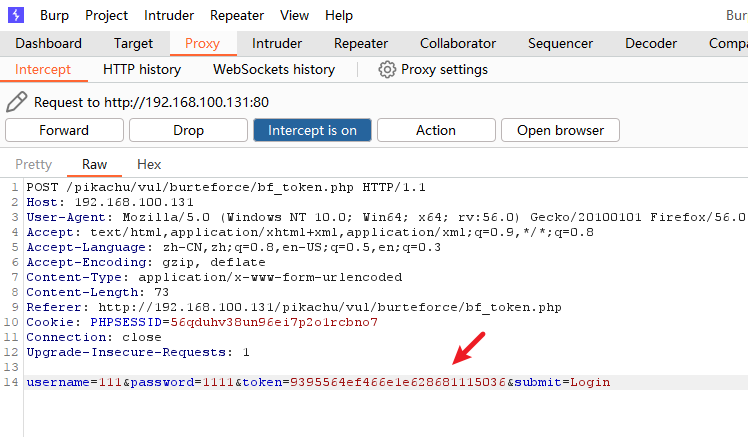 Burp Project Intruder Repeater View Help Bur
Dashboard Target Proxy Intruder Repeater Collaborator Sequencer Decoder Compa
Intercept HTTP history WebSockets history Proxy settings
Request to http://192.168.100.131:80
Forward Drop Intercept is on Action Open browser
Pretty Raw Hex
1 POST /pikachu/vul/burteforce/bf_token.php HTTP/1.1
2 Host: 192.168.100.131
3 User-Agent: Mozilla/5.0 (Windows NT 10.0; Win64; x64; rv:56.0) Gecko/20100101 Firefox/56.0
4 Accept: text/html,application/xhtml+xml,application/xml;q=0.9,*/*;q=0.8
5 Accept-Language: zh-CN,zh;q=0.8,en-US;q=0.5,en;q=0.3
6 Accept-Encoding: gzip, deflate
7 Content-Type: application/x-www-form-urlencoded
8 Content-Length: 73
9 Referer: http://192.168.100.131/pikachu/vul/burteforce/bf_token.php
10 Cookie: PHPSESSID=56qduhv38un96ei7p2o1rcbno7
11 Connection: close
12 Upgrade-Insecure-Requests: 1
13
14 username=111&password=1111&token=9395564ef466e1e628681115036&submit=Login